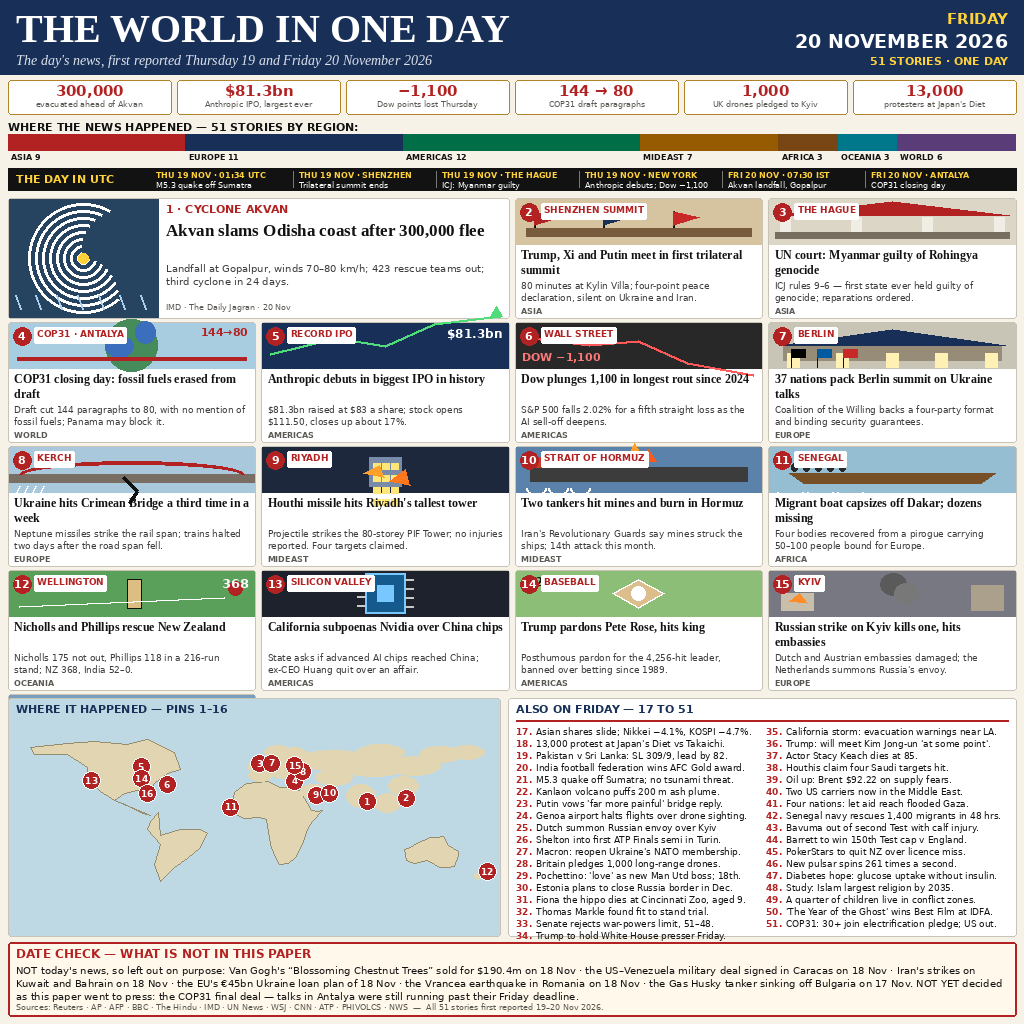 THE WORLD IN ONE DAY
The day's news, first reported Thursday 19 and Friday 20 November 2026
FRIDAY
20 NOVEMBER 2026
51 STORIES · ONE DAY
300,000
evacuated ahead of Akvan
$81.3bn
Anthropic IPO, largest ever
−1,100
Dow points lost Thursday
144 → 80
COP31 draft paragraphs
1,000
UK drones pledged to Kyiv
13,000
protesters at Japan's Diet
WHERE THE NEWS HAPPENED — 51 STORIES BY REGION:
ASIA 9
EUROPE 11
AMERICAS 12
MIDEAST 7
AFRICA 3
OCEANIA 3
WORLD 6
THE DAY IN UTC
THU 19 NOV · 01:34 UTC
M5.3 quake off Sumatra
THU 19 NOV · SHENZHEN
Trilateral summit ends
THU 19 NOV · THE HAGUE
ICJ: Myanmar guilty
THU 19 NOV · NEW YORK
Anthropic debuts; Dow −1,100
FRI 20 NOV · 07:30 IST
Akvan landfall, Gopalpur
FRI 20 NOV · ANTALYA
COP31 closing day
1 · CYCLONE AKVAN
Akvan slams Odisha coast after 300,000 flee
Landfall at Gopalpur, winds 70–80 km/h; 423 rescue teams out;
third cyclone in 24 days.
IMD · The Daily Jagran · 20 Nov
2 SHENZHEN SUMMIT
Trump, Xi and Putin meet in first trilateral
summit
80 minutes at Kylin Villa; four-point peace
declaration, silent on Ukraine and Iran.
ASIA
3 THE HAGUE
UN court: Myanmar guilty of Rohingya
genocide
ICJ rules 9–6 — first state ever held guilty of
genocide; reparations ordered.
ASIA
4 COP31 · ANTALYA
144→80
COP31 closing day: fossil fuels erased from
draft
Draft cut 144 paragraphs to 80, with no mention of
fossil fuels; Panama may block it.
WORLD
5 RECORD IPO
$81.3bn
Anthropic debuts in biggest IPO in history
$81.3bn raised at $83 a share; stock opens
$111.50, closes up about 17%.
AMERICAS
6 WALL STREET
DOW −1,100
Dow plunges 1,100 in longest rout since 2024
S&P 500 falls 2.02% for a fifth straight loss as the
AI sell-off deepens.
AMERICAS
7 BERLIN
37 nations pack Berlin summit on Ukraine
talks
Coalition of the Willing backs a four-party format
and binding security guarantees.
EUROPE
8 KERCH
Ukraine hits Crimean Bridge a third time in a
week
Neptune missiles strike the rail span; trains halted
two days after the road span fell.
EUROPE
9 RIYADH
Houthi missile hits Riyadh's tallest tower
Projectile strikes the 80-storey PIF Tower; no injuries
reported. Four targets claimed.
MIDEAST
10 STRAIT OF HORMUZ
Two tankers hit mines and burn in Hormuz
Iran's Revolutionary Guards say mines struck the
ships; 14th attack this month.
MIDEAST
11 SENEGAL
Migrant boat capsizes off Dakar; dozens
missing
Four bodies recovered from a pirogue carrying
50–100 people bound for Europe.
AFRICA
12 WELLINGTON
368
Nicholls and Phillips rescue New Zealand
Nicholls 175 not out, Phillips 118 in a 216-run
stand; NZ 368, India 52–0.
OCEANIA
13 SILICON VALLEY
California subpoenas Nvidia over China chips
State asks if advanced AI chips reached China;
ex-CEO Huang quit over an affair.
AMERICAS
14 BASEBALL
Trump pardons Pete Rose, hits king
Posthumous pardon for the 4,256-hit leader,
banned over betting since 1989.
AMERICAS
15 KYIV
Russian strike on Kyiv kills one, hits
embassies
Dutch and Austrian embassies damaged; the
Netherlands summons Russia's envoy.
EUROPE
WHERE IT HAPPENED — PINS 1–16
13
5
14
16
6
11
3
7
15
8
4
9
10
1
2
12
ALSO ON FRIDAY — 17 TO 51
17. Asian shares slide; Nikkei −4.1%, KOSPI −4.7%.
18. 13,000 protest at Japan's Diet vs Takaichi.
19. Pakistan v Sri Lanka: SL 309/9, lead by 82.
20. India football federation wins AFC Gold award.
21. M5.3 quake off Sumatra; no tsunami threat.
22. Kanlaon volcano puffs 200 m ash plume.
23. Putin vows 'far more painful' bridge reply.
24. Genoa airport halts flights over drone sighting.
25. Dutch summon Russian envoy over Kyiv
26. Shelton into first ATP Finals semi in Turin.
27. Macron: reopen Ukraine's NATO membership.
28. Britain pledges 1,000 long-range drones.
29. Pochettino: 'love' as new Man Utd boss; 18th.
30. Estonia plans to close Russia border in Dec.
31. Fiona the hippo dies at Cincinnati Zoo, aged 9.
32. Thomas Markle found fit to stand trial.
33. Senate rejects war-powers limit, 51–48.
34. Trump to hold White House presser Friday.
35. California storm: evacuation warnings near LA.
36. Trump: will meet Kim Jong-un 'at some point'.
37. Actor Stacy Keach dies at 85.
38. Houthis claim four Saudi targets hit.
39. Oil up: Brent $92.22 on supply fears.
40. Two US carriers now in the Middle East.
41. Four nations: let aid reach flooded Gaza.
42. Senegal navy rescues 1,400 migrants in 48 hrs.
43. Bavuma out of second Test with calf injury.
44. Barrett to win 150th Test cap v England.
45. PokerStars to quit NZ over licence miss.
46. New pulsar spins 261 times a second.
47. Diabetes hope: glucose uptake without insulin.
48. Study: Islam largest religion by 2035.
49. A quarter of children live in conflict zones.
50. 'The Year of the Ghost' wins Best Film at IDFA.
51. COP31: 30+ join electrification pledge; US out.
DATE CHECK — WHAT IS NOT IN THIS PAPER
NOT today's news, so left out on purpose: Van Gogh's “Blossoming Chestnut Trees” sold for $190.4m on 18 Nov · the US–Venezuela military deal signed in Caracas on 18 Nov · Iran's strikes on
Kuwait and Bahrain on 18 Nov · the EU's €45bn Ukraine loan plan of 18 Nov · the Vrancea earthquake in Romania on 18 Nov · the Gas Husky tanker sinking off Bulgaria on 17 Nov. NOT YET decided
as this paper went to press: the COP31 final deal — talks in Antalya were still running past their Friday deadline.
Sources: Reuters · AP · AFP · BBC · The Hindu · IMD · UN News · WSJ · CNN · ATP · PHIVOLCS · NWS — All 51 stories first reported 19–20 Nov 2026.